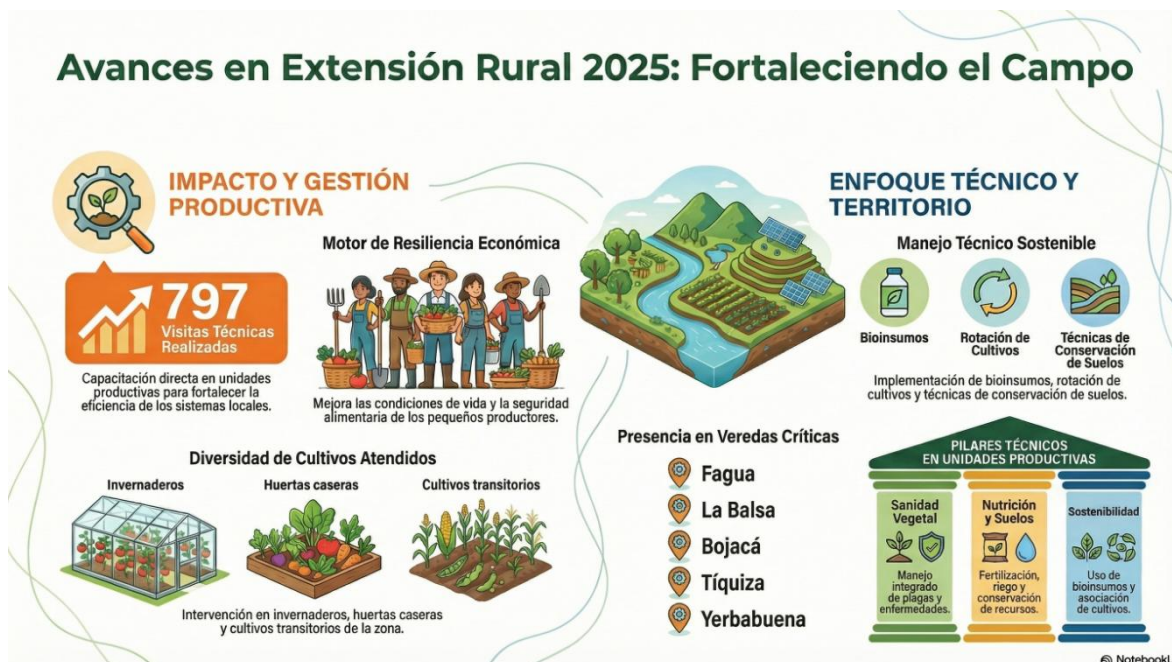 Avances en Extensión Rural 2025: Fortaleciendo el Campo
IMPACTO Y GESTIÓN
PRODUCTIVA
797
Visitas Técnicas
Realizadas
Capacitación directa en unidades
productivas para fortalecer la
eficiencia de los sistemas locales.
Motor de Resiliencia Económica
Mejora las condiciones de vida y la seguridad
alimentaria de los pequeños productores.
Diversidad de Cultivos Atendidos
Invernaderos
Huertas caseras
Cultivos transitorios
Intervención en invernaderos, huertas caseras
y cultivos transitorios de la zona.
ENFOQUE TÉCNICO Y
TERRITORIO
Manejo Técnico Sostenible
Bioinsumos
Rotación de
Cultivos
Técnicas de
Conservación
de Suelos
Implementación de bioinsumos, rotación de
cultivos y técnicas de conservación de suelos.
Presencia en Veredas Críticas
Fagua
La Balsa
Bojacá
Tíquiza
Yerbabuena
PILARES TÉCNICOS
EN UNIDADES PRODUCTIVAS
Sanidad
Vegetal
Manejo
integrado
de plagas y
enfermedades.
Nutrición
y Suelos
Fertilización,
riego y
conservación
de recursos.
Sostenibilidad
Uso de
bioinsumos y
asociación
de cultivos.
Notebookl